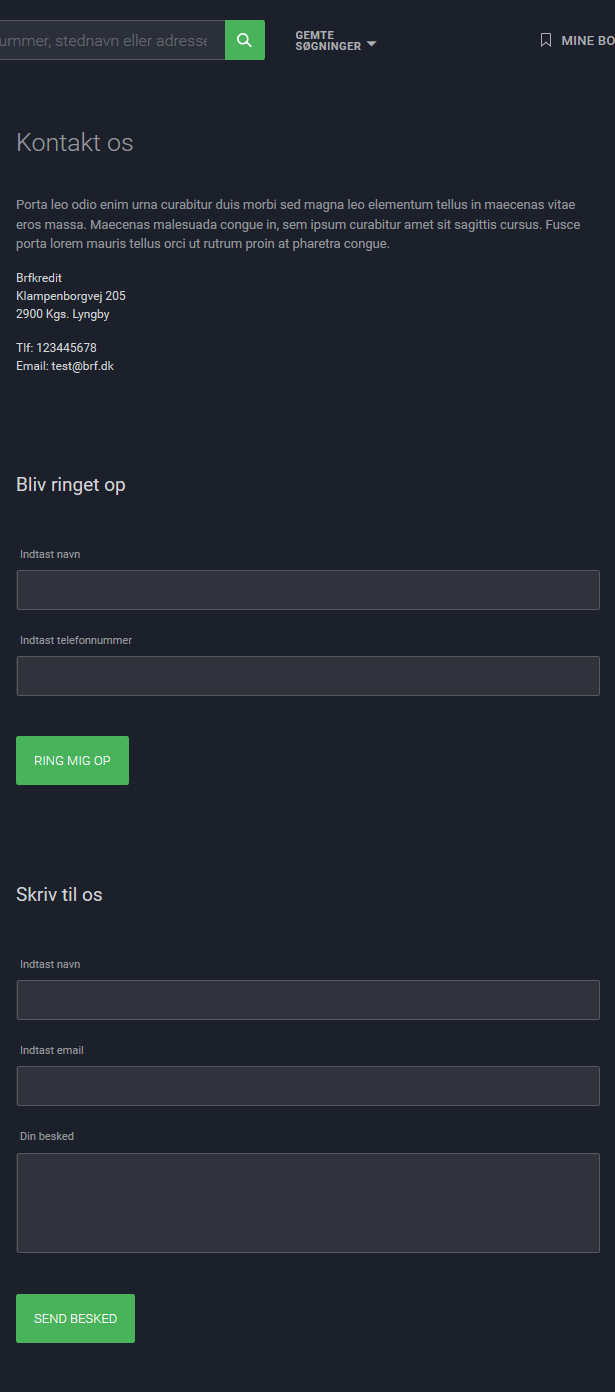 ummer, stednavn eller adresse
GEMTE
SØGNINGER
MINE BO
Kontakt os
Porta leo odio enim urna curabitur duis morbi sed magna leo elementum tellus in maecenas vitae
eros massa. Maecenas malesuada congue in, sem ipsum curabitur amet sit sagittis cursus. Fusce
porta lorem mauris tellus orci ut rutrum proin at pharetra congue.
Brfkredit
Klampenborgvej 205
2900 Kgs. Lyngby
Tlf: 123445678
Email: test@brf.dk
Bliv ringet op
Indtast navn
Indtast telefonnummer
RING MIG OP
Skriv til os
Indtast navn
Indtast email
Din besked
SEND BESKED